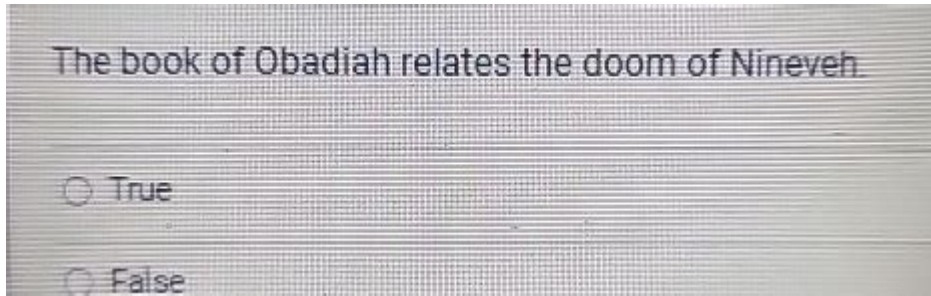 The book of Obadiah relates the doom of Nineveh.
True
False